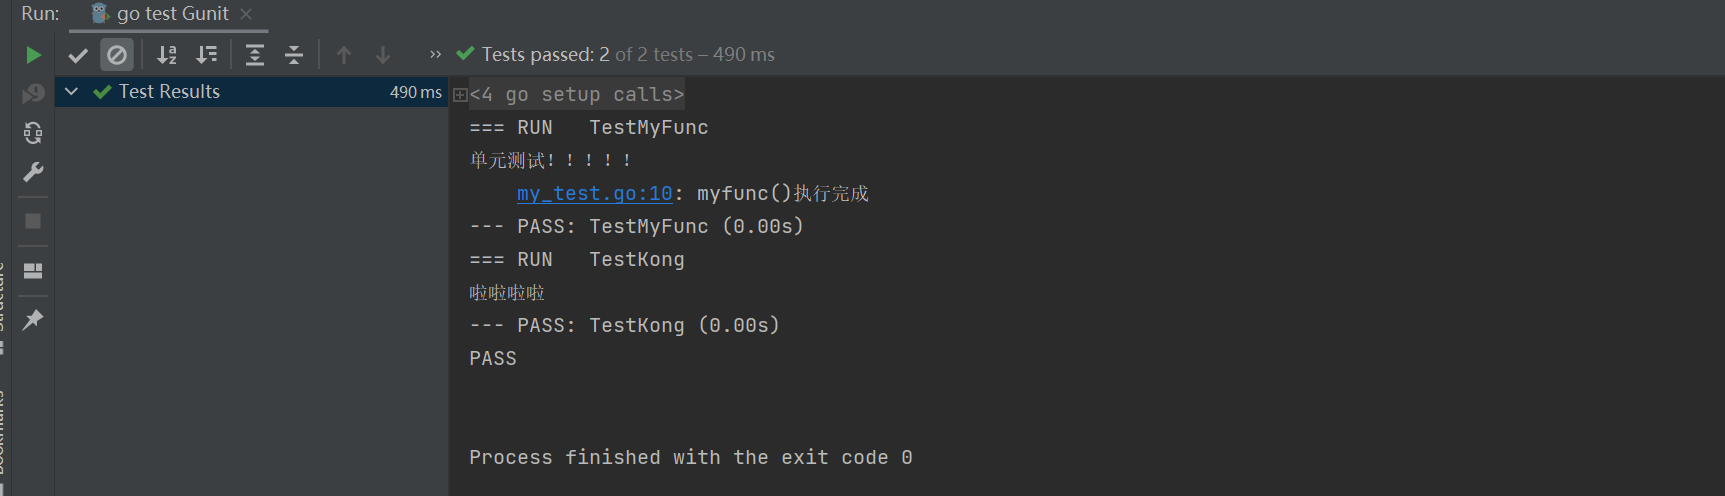 Run: go test Gunit
Tests passed: 2 of 2 tests – 490 ms
Test Results 490 ms
<4 go setup calls>
=== RUN   TestMyFunc
单元测试!!!!!
    my_test.go:10: myfunc()执行完成
--- PASS: TestMyFunc (0.00s)
=== RUN   TestKong
啦啦啦啦
--- PASS: TestKong (0.00s)
PASS
Process finished with the exit code 0